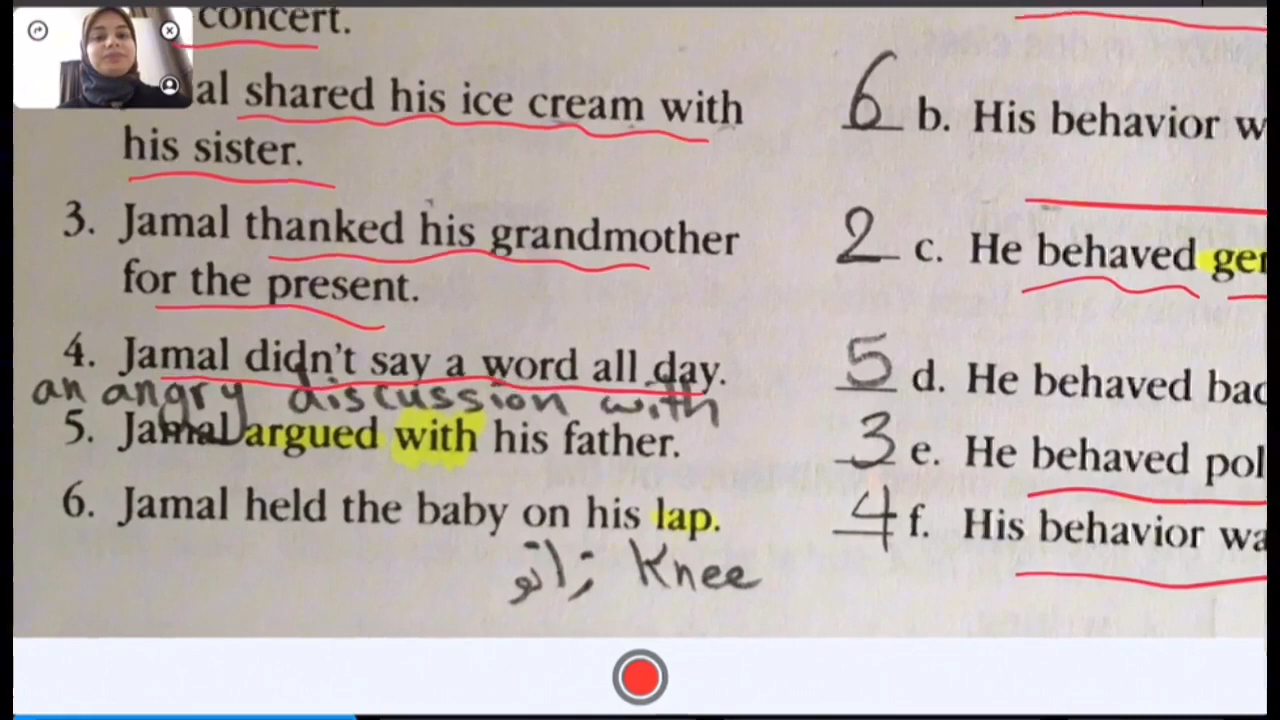 concert.
al shared his ice cream with
his sister.
3. Jamal thanked his grandmother
for the present.
4. Jamal didn't say a word all day.
an angry discussion with
5. Jamal argued with his father.
6. Jamal held the baby on his lap.
زانو knee
6 b. His behavior w
2 c. He behaved ger
5 d. He behaved bad
3 e. He behaved pol
4 f. His behavior wa